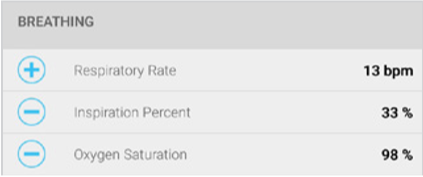 BREATHING
Respiratory Rate 13 bpm
Inspiration Percent 33 %
Oxygen Saturation 98 %